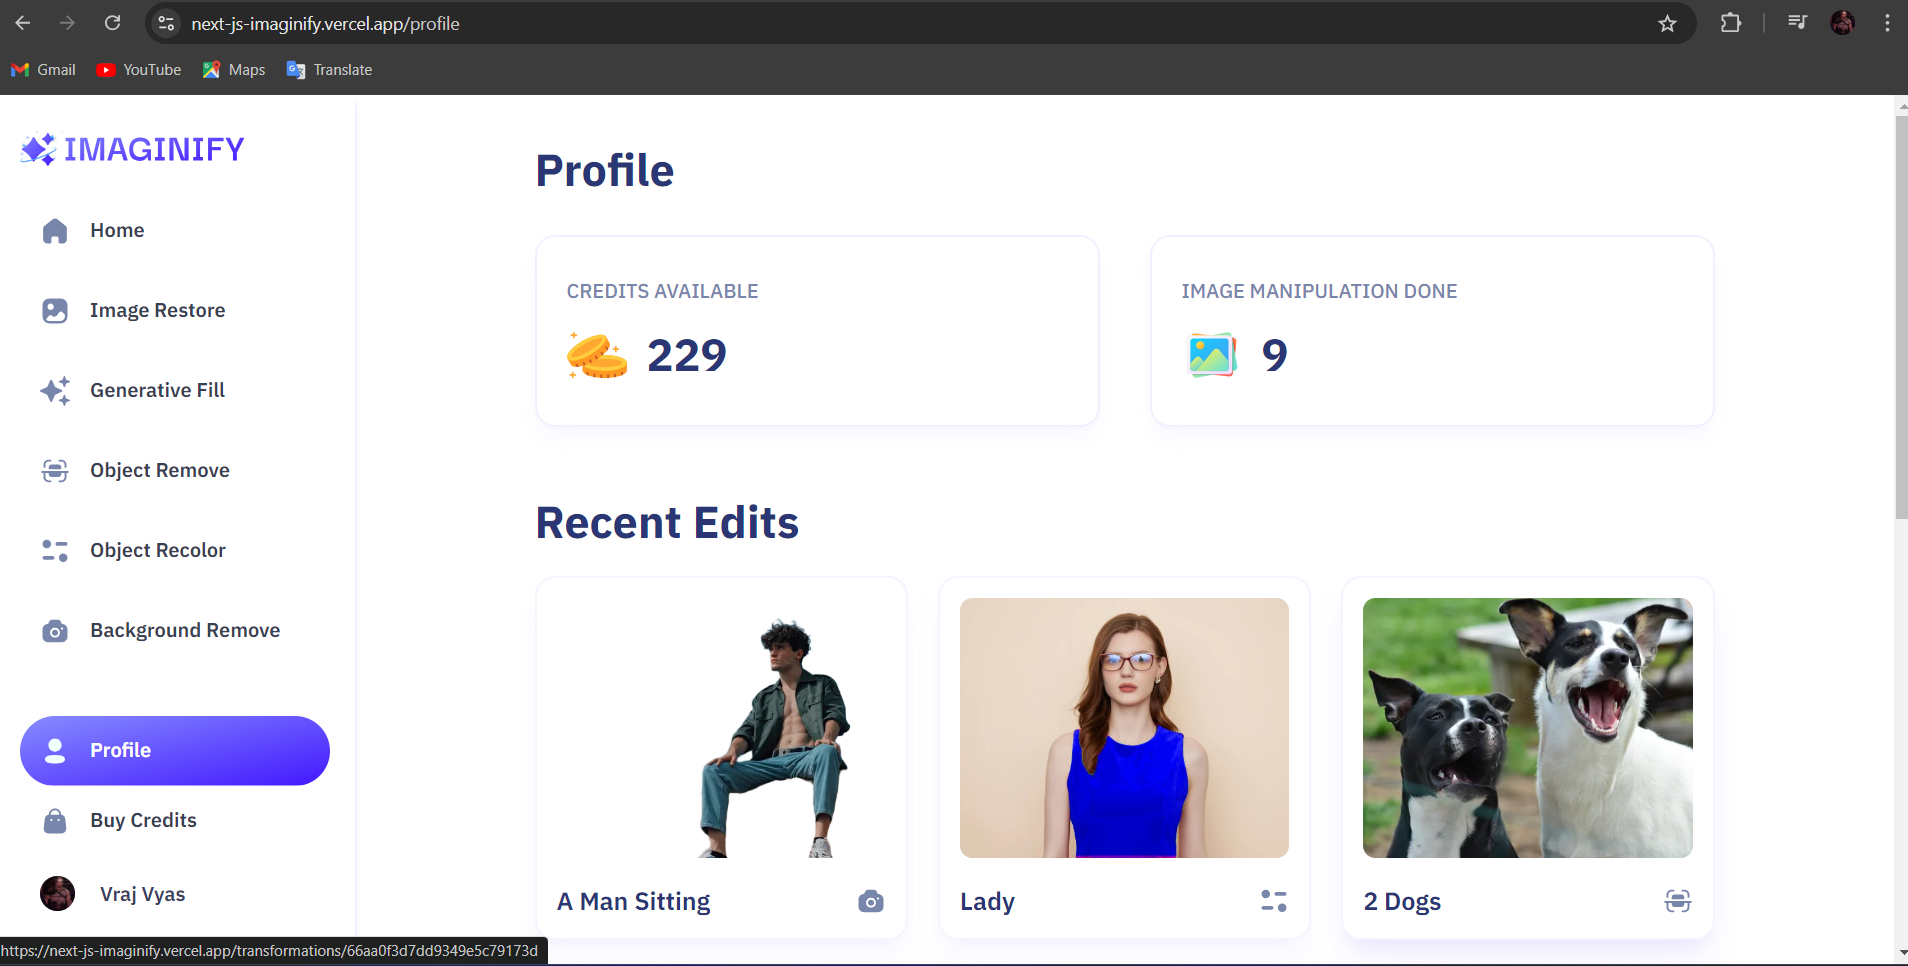 next-js-imaginify.vercel.app/profile
Gmail YouTube Maps Translate
IMAGINIFY
Home
Image Restore
Generative Fill
Object Remove
Object Recolor
Background Remove
Profile
Buy Credits
Vraj Vyas
Profile
CREDITS AVAILABLE
229
IMAGE MANIPULATION DONE
9
Recent Edits
A Man Sitting
Lady
2 Dogs
https://next-js-imaginify.vercel.app/transformations/66aa0f3d7dd9349e5c79173d